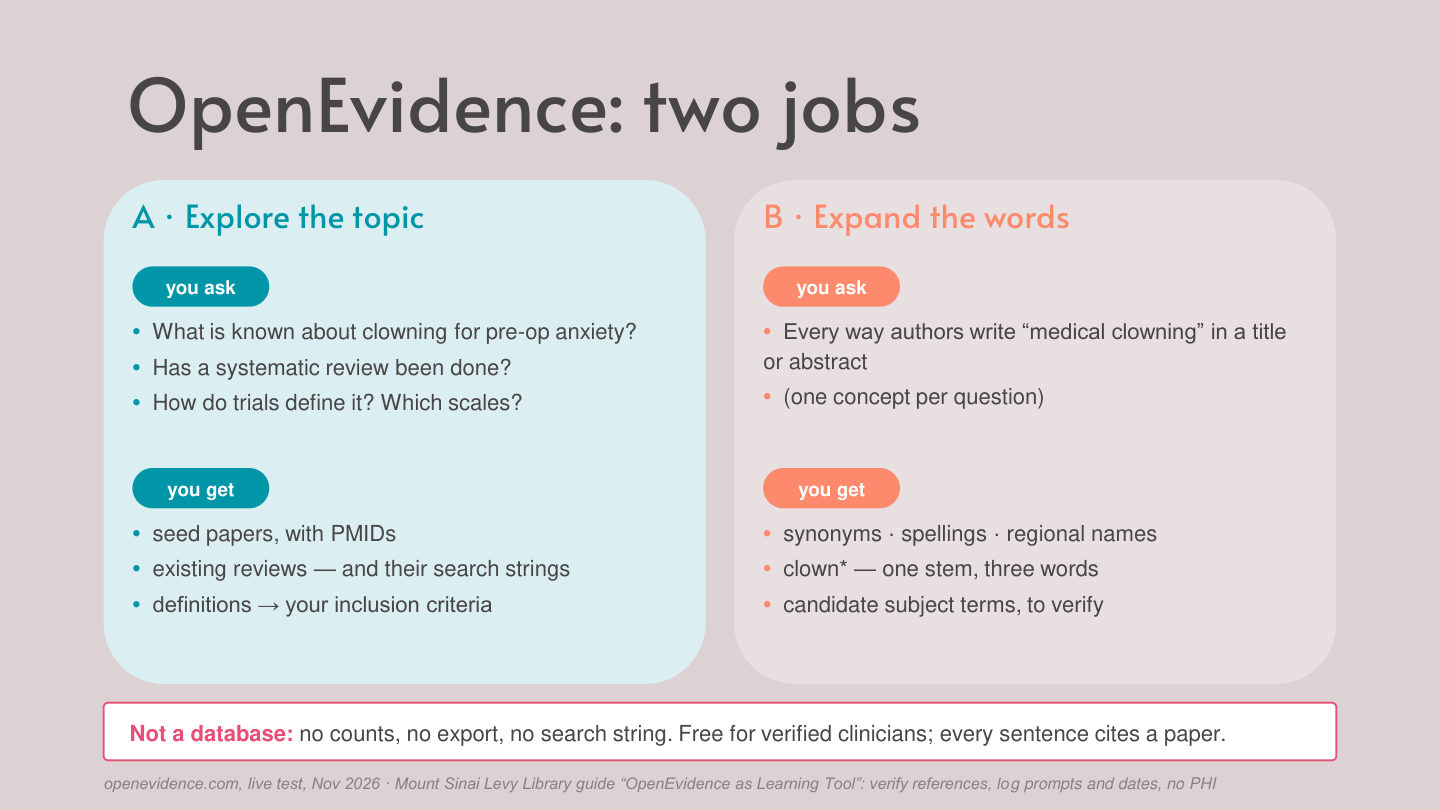 OpenEvidence: two jobs
A · Explore the topic
you ask
• What is known about clowning for pre-op anxiety?
• Has a systematic review been done?
• How do trials define it? Which scales?
you get
• seed papers, with PMIDs
• existing reviews — and their search strings
• definitions → your inclusion criteria
B · Expand the words
you ask
• Every way authors write “medical clowning” in a title
or abstract
• (one concept per question)
you get
• synonyms · spellings · regional names
• clown* — one stem, three words
• candidate subject terms, to verify
Not a database: no counts, no export, no search string. Free for verified clinicians; every sentence cites a paper.
openevidence.com, live test, Nov 2026 · Mount Sinai Levy Library guide “OpenEvidence as Learning Tool”: verify references, log prompts and dates, no PHI